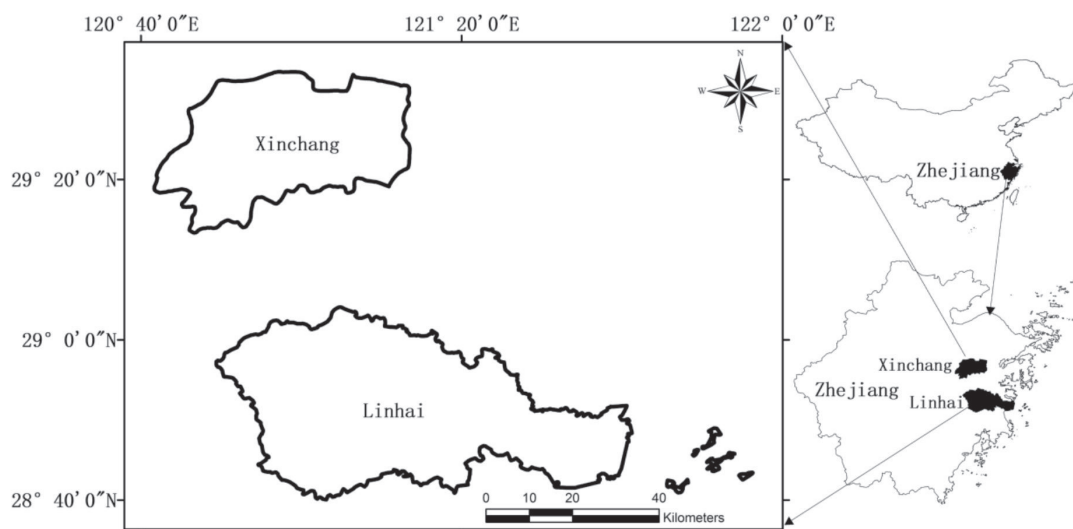 120° 40′0″E
121°20′0″E
122°0′0″E
N
W
E
S
Xinchang
29° 20′0″N
Zhejiang
29° 0′0″N
Xinchang
Zhejiang
Linhai
Linhai
28° 40′0″N
0 10 20 40
Kilometers